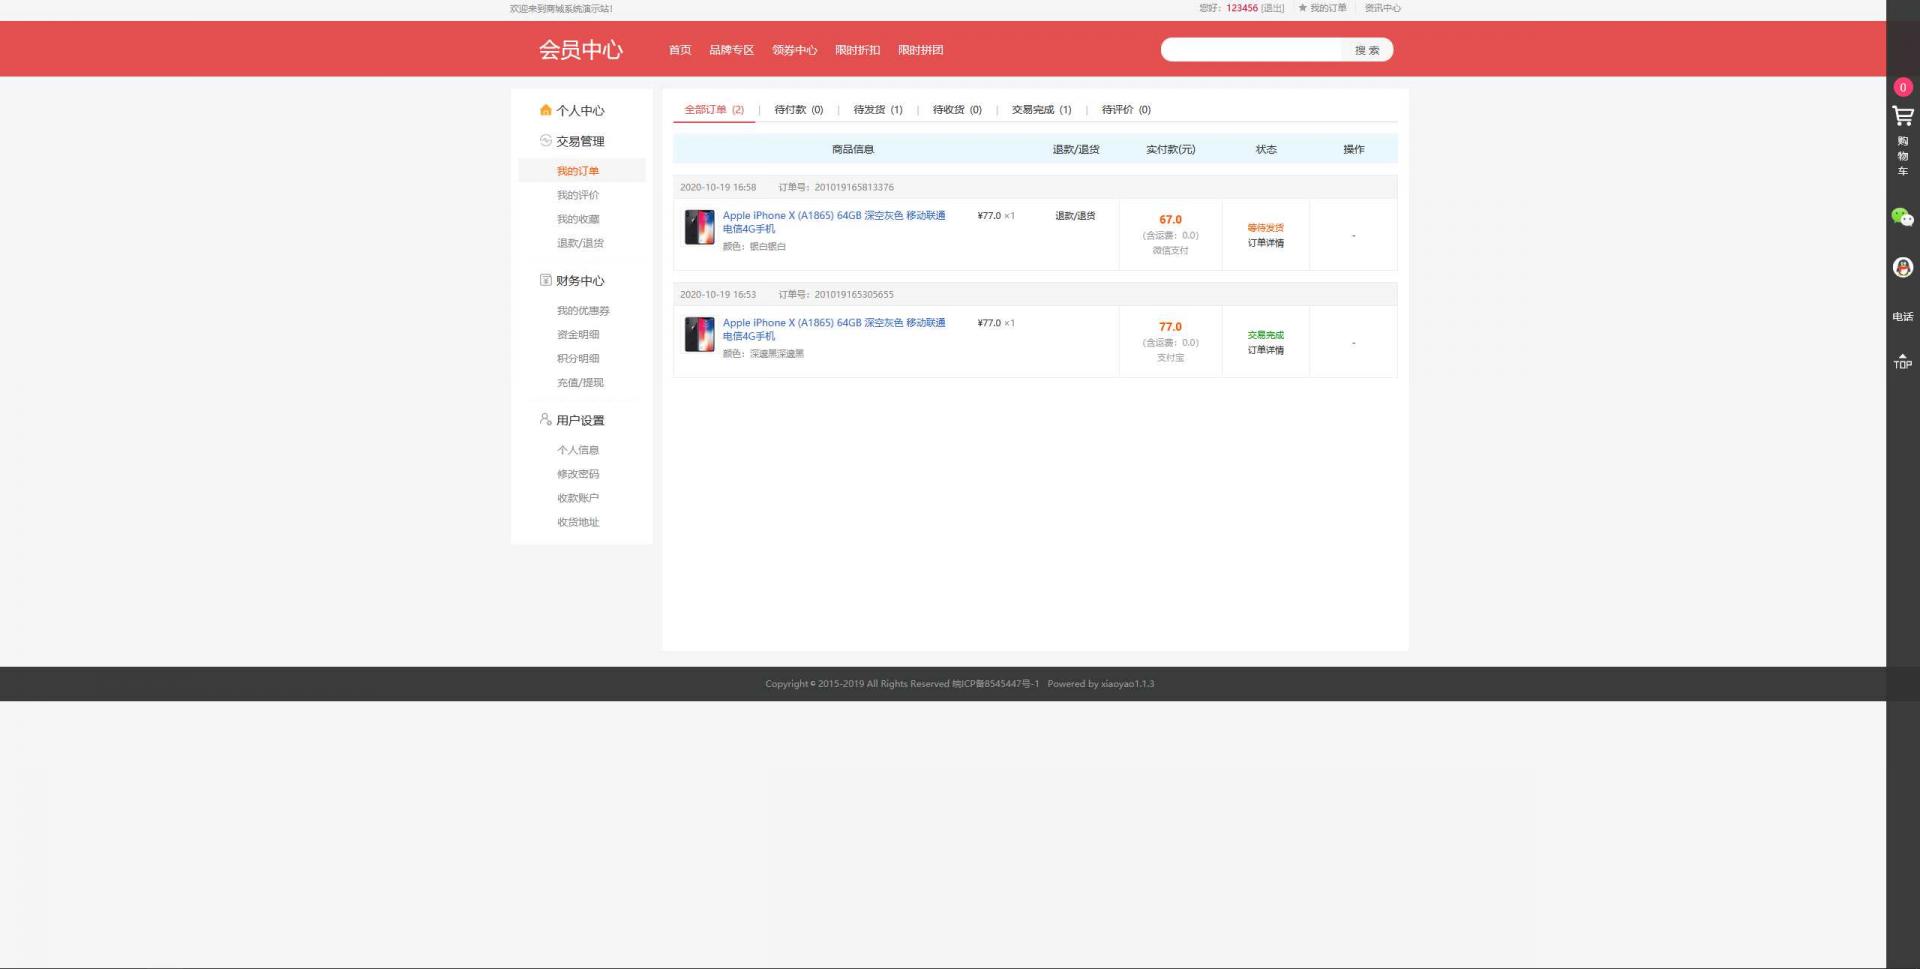 欢迎来到商城系统演示站!
您好：123456 [退出] ★ 我的订单 资讯中心
会员中心 首页 品牌专区 领券中心 限时折扣 限时拼团 搜 索
个人中心
交易管理
我的订单
我的评价
我的收藏
退款/退货
财务中心
我的优惠券
资金明细
积分明细
充值/提现
用户设置
个人信息
修改密码
收款账户
收货地址
全部订单 (2) | 待付款 (0) | 待发货 (1) | 待收货 (0) | 交易完成 (1) | 待评价 (0)
商品信息 退款/退货 实付款(元) 状态 操作
2020-10-19 16:58 订单号：201019165813376
Apple iPhone X (A1865) 64GB 深空灰色 移动联通 ¥77.0 ×1 退款/退货 67.0 等待发货 -
电信4G手机 (含运费：0.0) 订单详情
颜色：银白银白 微信支付
2020-10-19 16:53 订单号：201019165305655
Apple iPhone X (A1865) 64GB 深空灰色 移动联通 ¥77.0 ×1 77.0 交易完成 -
电信4G手机 (含运费：0.0) 订单详情
颜色：深邃黑深邃黑 支付宝
0
购
物
车
电话
TOP
Copyright © 2015-2019 All Rights Reserved 皖ICP备8545447号-1 Powered by xiaoyao1.1.3